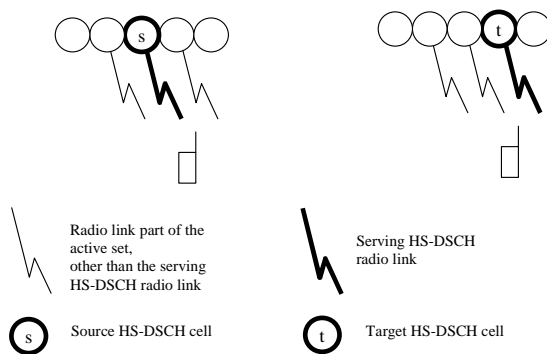 s
t
Radio link part of the
active set,
other than the serving
HS-DSCH radio link
Serving HS-DSCH
radio link
s
Source HS-DSCH cell
t
Target HS-DSCH cell